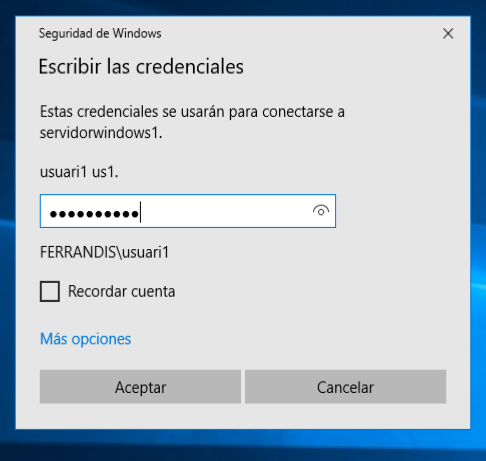 Seguridad de Windows
Escribir las credenciales
Estas credenciales se usarán para conectarse a
servidorwindows1.
usuari1 us1.
●●●●●●●●●●
FERRANDIS\usuari1
Recordar cuenta
Más opciones
Aceptar
Cancelar